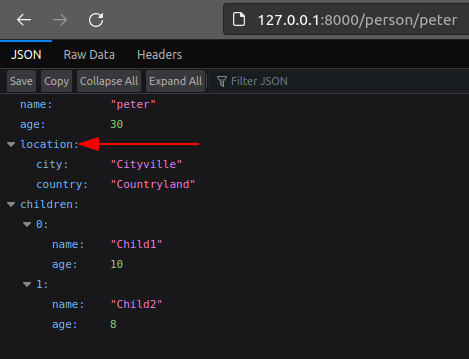 127.0.0.1:8000/person/peter
JSON Raw Data Headers
Save Copy Collapse All Expand All Filter JSON
name: "peter"
age: 30
location:
city: "Cityville"
country: "Countryland"
children:
0:
name: "Child1"
age: 10
1:
name: "Child2"
age: 8